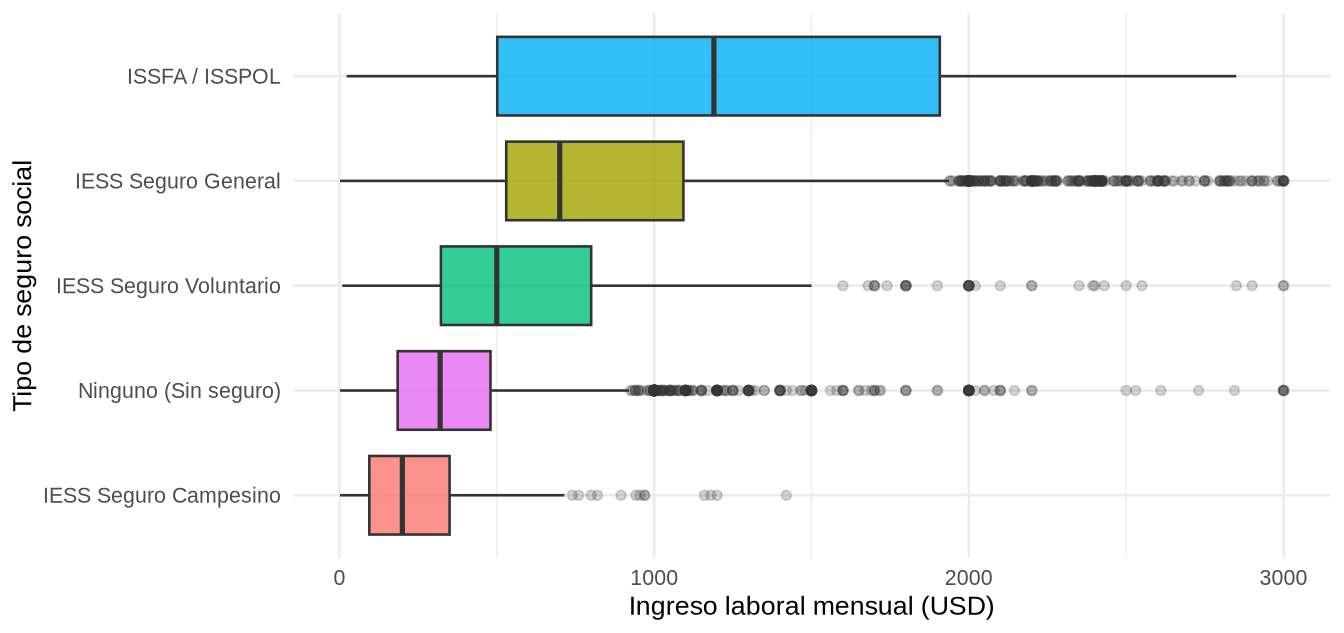 Tipo de seguro social
ISSFA / ISSPOL
IESS Seguro General
IESS Seguro Voluntario
Ninguno (Sin seguro)
IESS Seguro Campesino
0 1000 2000 3000
Ingreso laboral mensual (USD)